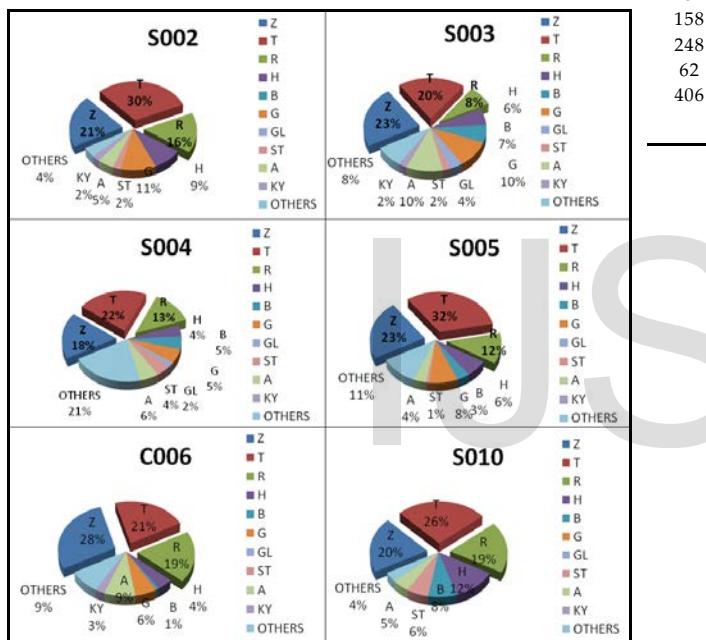 S002
T
30%
Z
21%
R
16%
H
9%
G
11%
ST
2%
A
5%
KY
2%
OTHERS
4%
Z
T
R
H
B
G
GL
ST
A
KY
OTHERS
S003
T
20%
R
8%
H
6%
B
7%
G
10%
GL
4%
ST
2%
A
10%
KY
2%
OTHERS
8%
Z
23%
Z
T
R
H
B
G
GL
ST
A
KY
OTHERS
158
248
62
406
S004
T
22%
R
13%
H
4%
B
5%
G
5%
GL
2%
ST
4%
A
6%
OTHERS
21%
Z
18%
Z
T
R
H
B
G
GL
ST
A
KY
OTHERS
S005
T
32%
R
12%
H
6%
B
3%
G
8%
ST
1%
A
4%
OTHERS
11%
Z
23%
Z
T
R
H
B
G
GL
ST
A
KY
OTHERS
C006
T
21%
R
19%
H
4%
B
1%
G
6%
A
9%
KY
3%
OTHERS
9%
Z
28%
Z
T
R
H
B
G
GL
ST
A
KY
OTHERS
S010
T
26%
R
19%
H
12%
B
8%
ST
6%
A
5%
OTHERS
4%
Z
20%
Z
T
R
H
B
G
GL
ST
A
KY
OTHERS